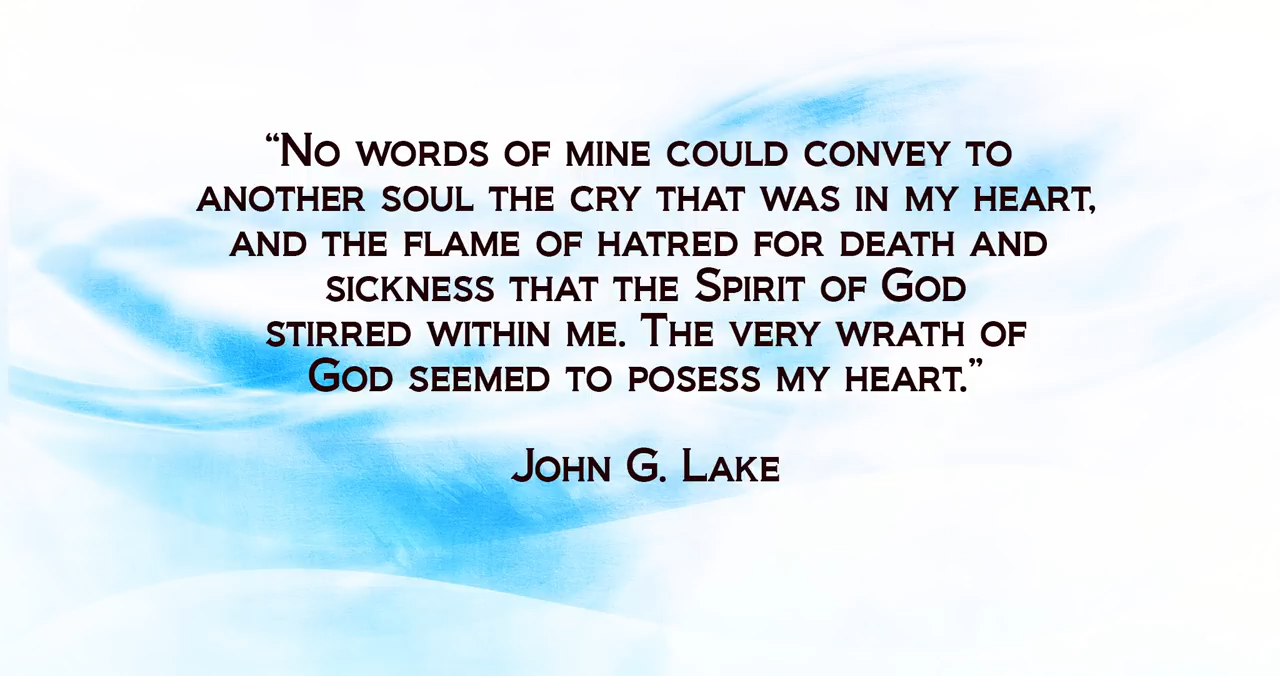 “No words of mine could convey to
another soul the cry that was in my heart,
and the flame of hatred for death and
sickness that the Spirit of God
stirred within me. The very wrath of
God seemed to posess my heart.”
John G. Lake